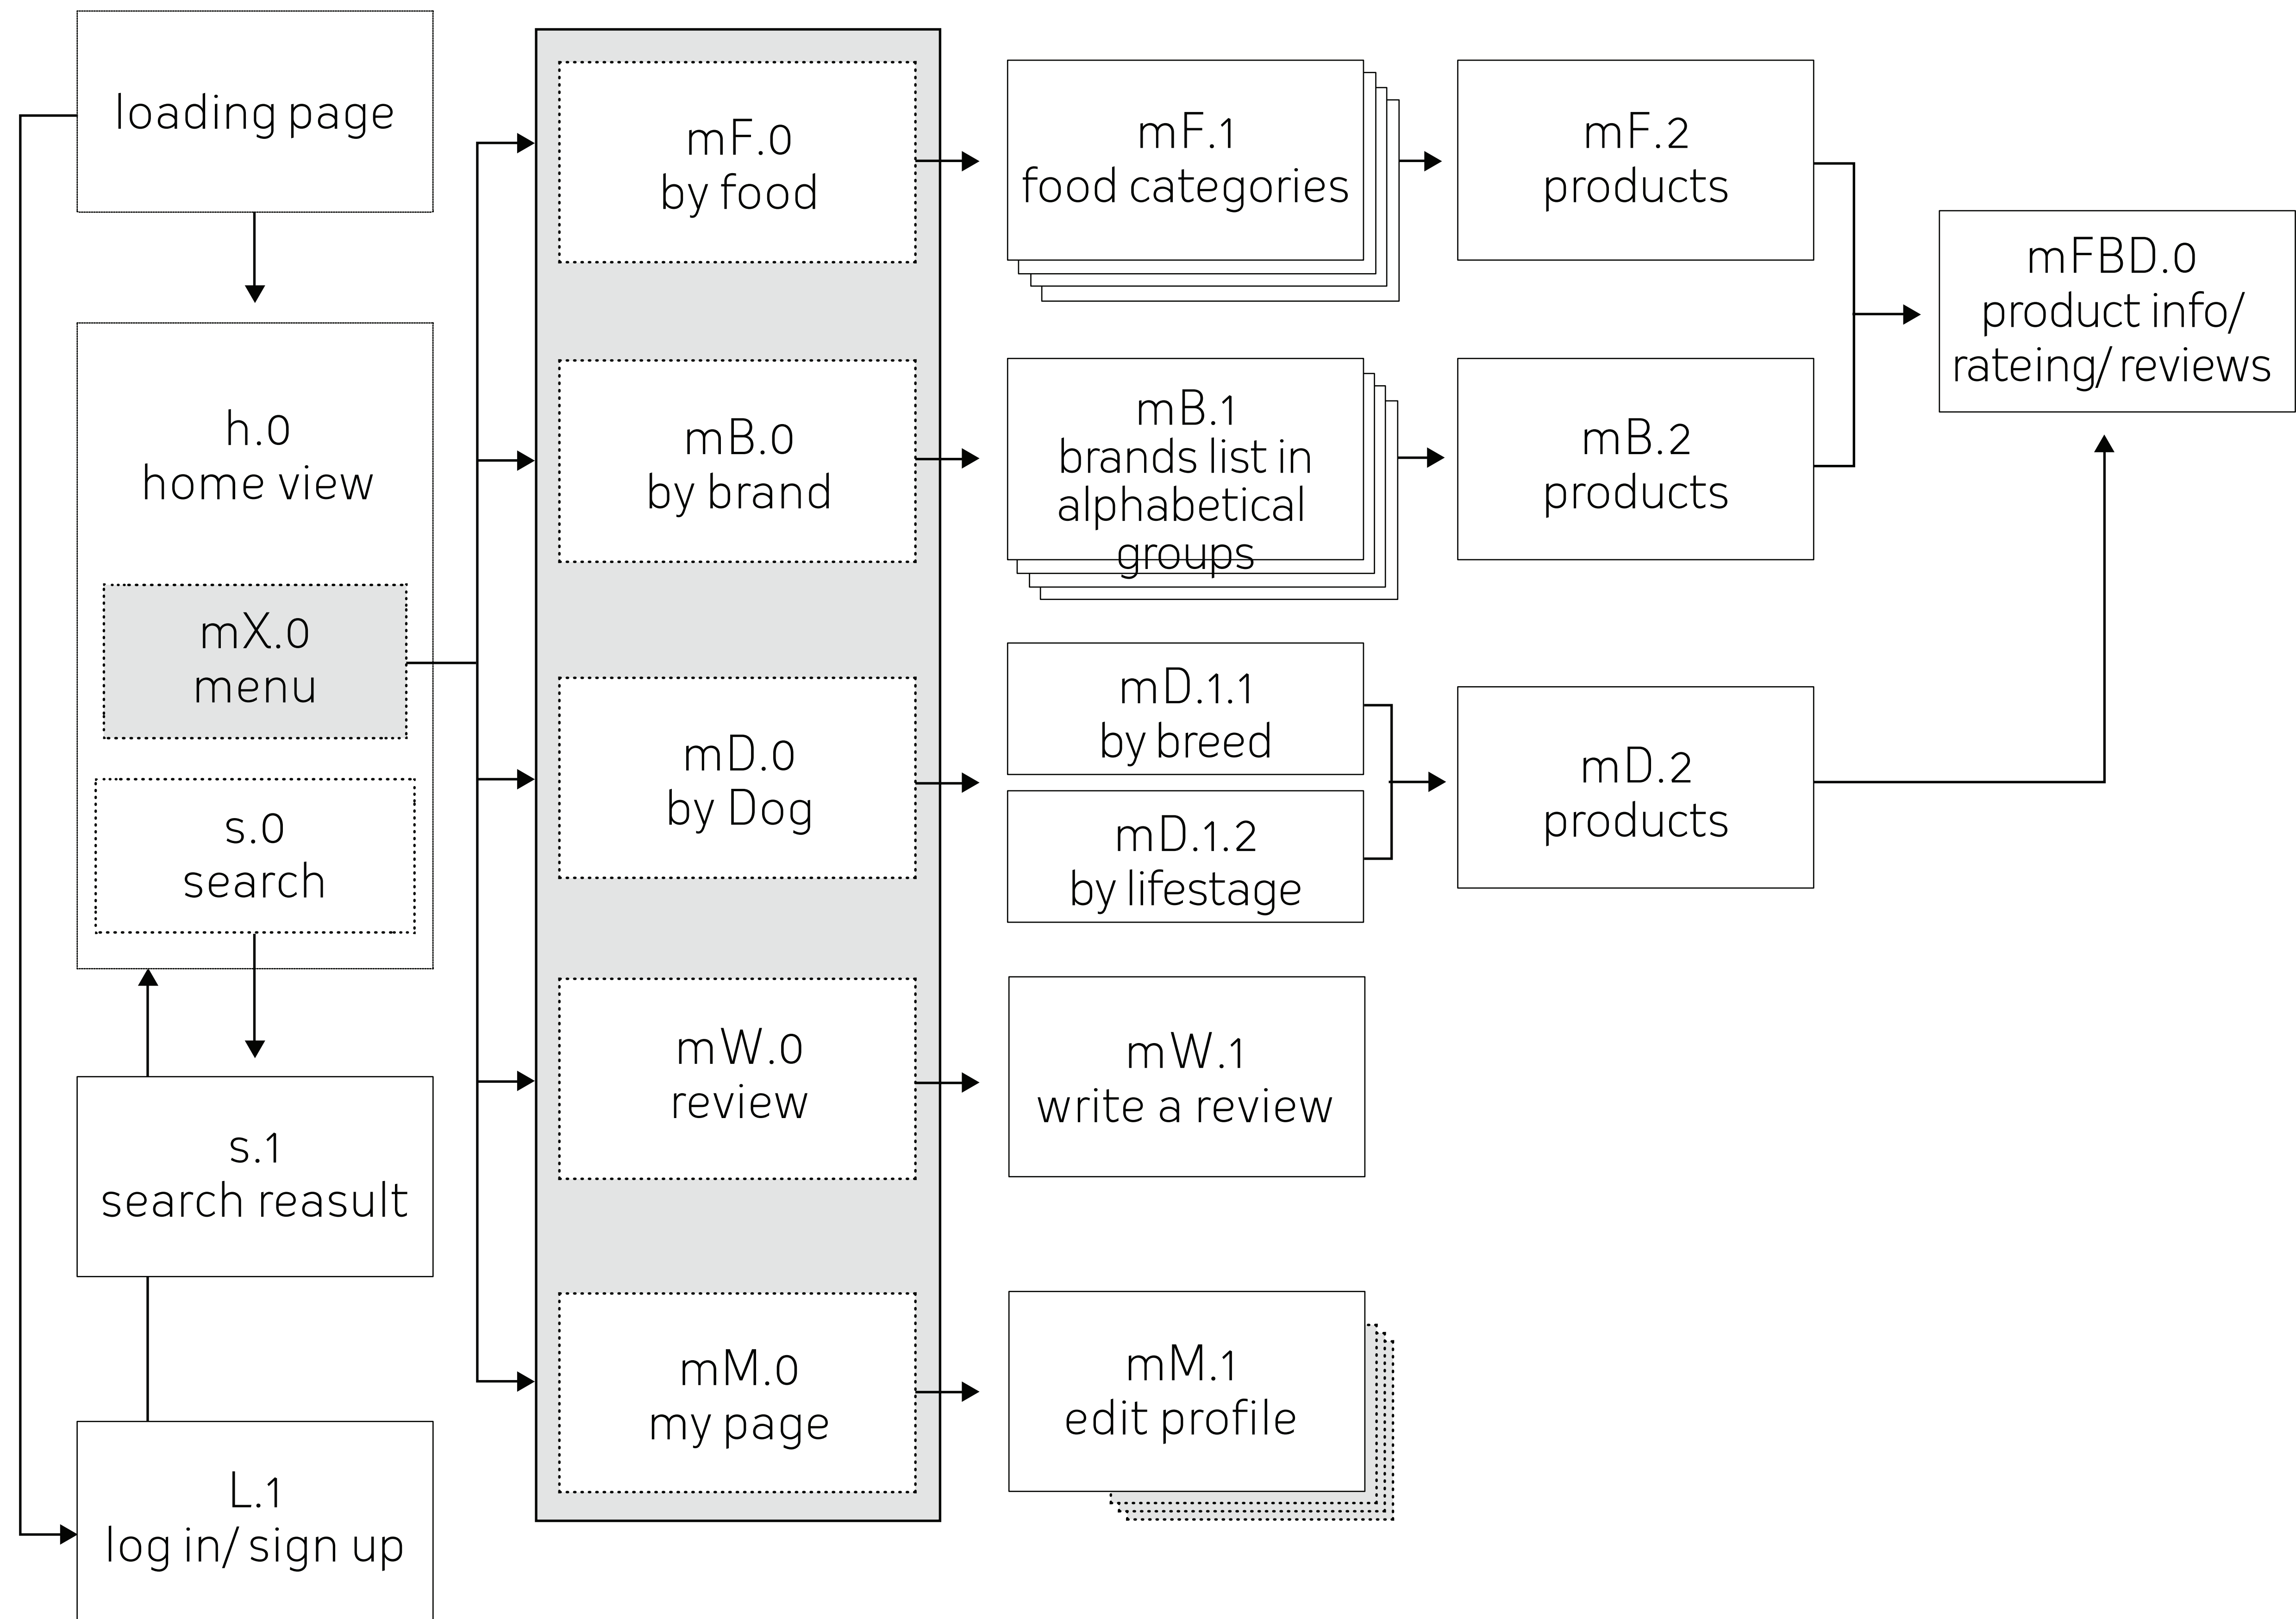 loading page
h.0
home view
mX.0
menu
s.0
search
s.1
search reasult
L.1
log in/ sign up
mF.0
by food
mB.0
by brand
mD.0
by Dog
mW.0
review
mM.0
my page
mF.1
food categories
mB.1
brands list in
alphabetical
groups
mD.1.1
by breed
mD.1.2
by lifestage
mW.1
write a review
mM.1
edit profile
mF.2
products
mB.2
products
mD.2
products
mFBD.0
product info/
rateing/ reviews